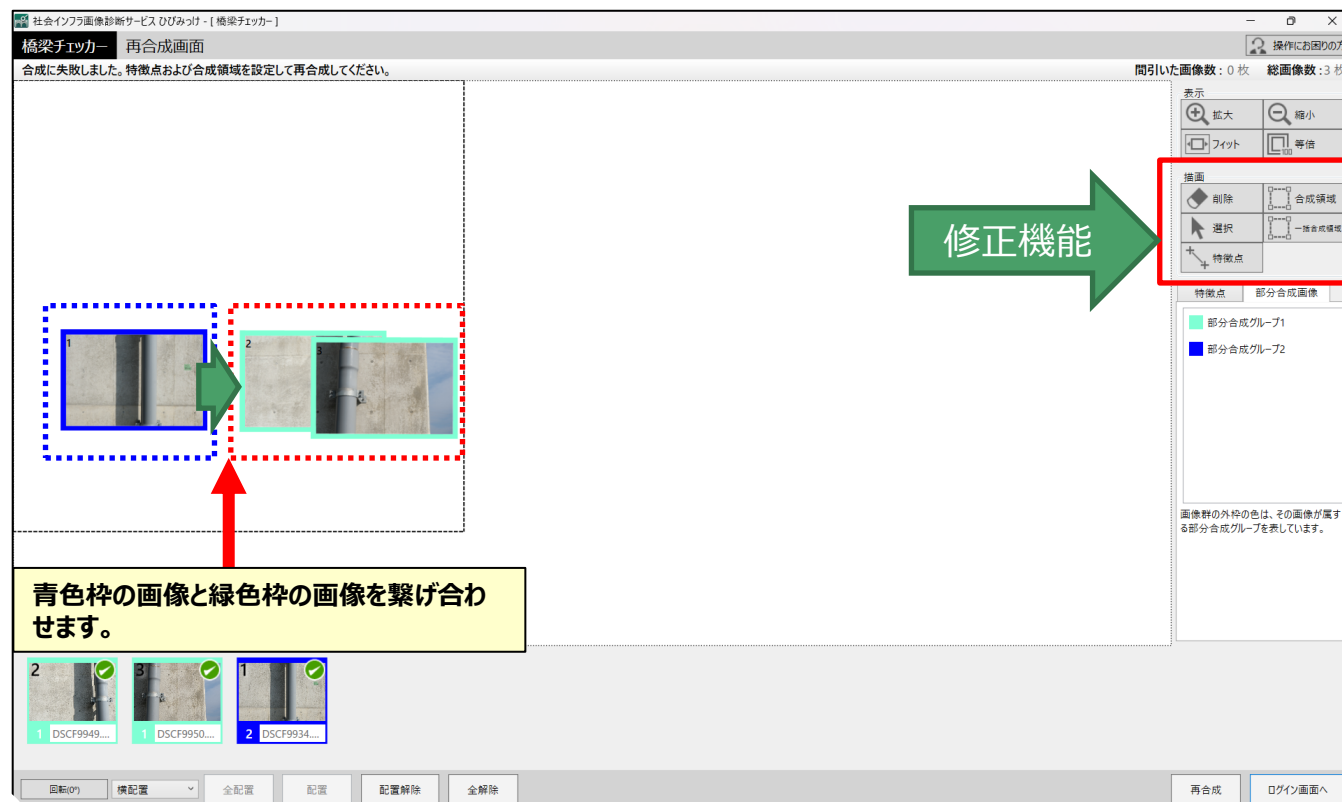 社会インフラ画像診断サービス ひびみっけ - [ 橋梁チェッカー ]
橋梁チェッカー 再合成画面
操作にお困りの方
合成に失敗しました。特徴点および合成領域を設定して再合成してください。
間引いた画像数 : 0 枚 総画像数 : 3 枚
表示
拡大 縮小
フィット 100 等倍
描画
削除 合成領域
選択 一括合成領域
特徴点
修正機能
特徴点 部分合成画像
部分合成グループ1
部分合成グループ2
1 2 3
画像群の外枠の色は、その画像が属す
る部分合成グループを表しています。
青色枠の画像と緑色枠の画像を繋げ合わ
せます。
2 3 1
1 DSCF9949.... 1 DSCF9950.... 2 DSCF9934....
回転(0°) 横配置 全配置 配置 配置解除 全解除 再合成 ログイン画面へ